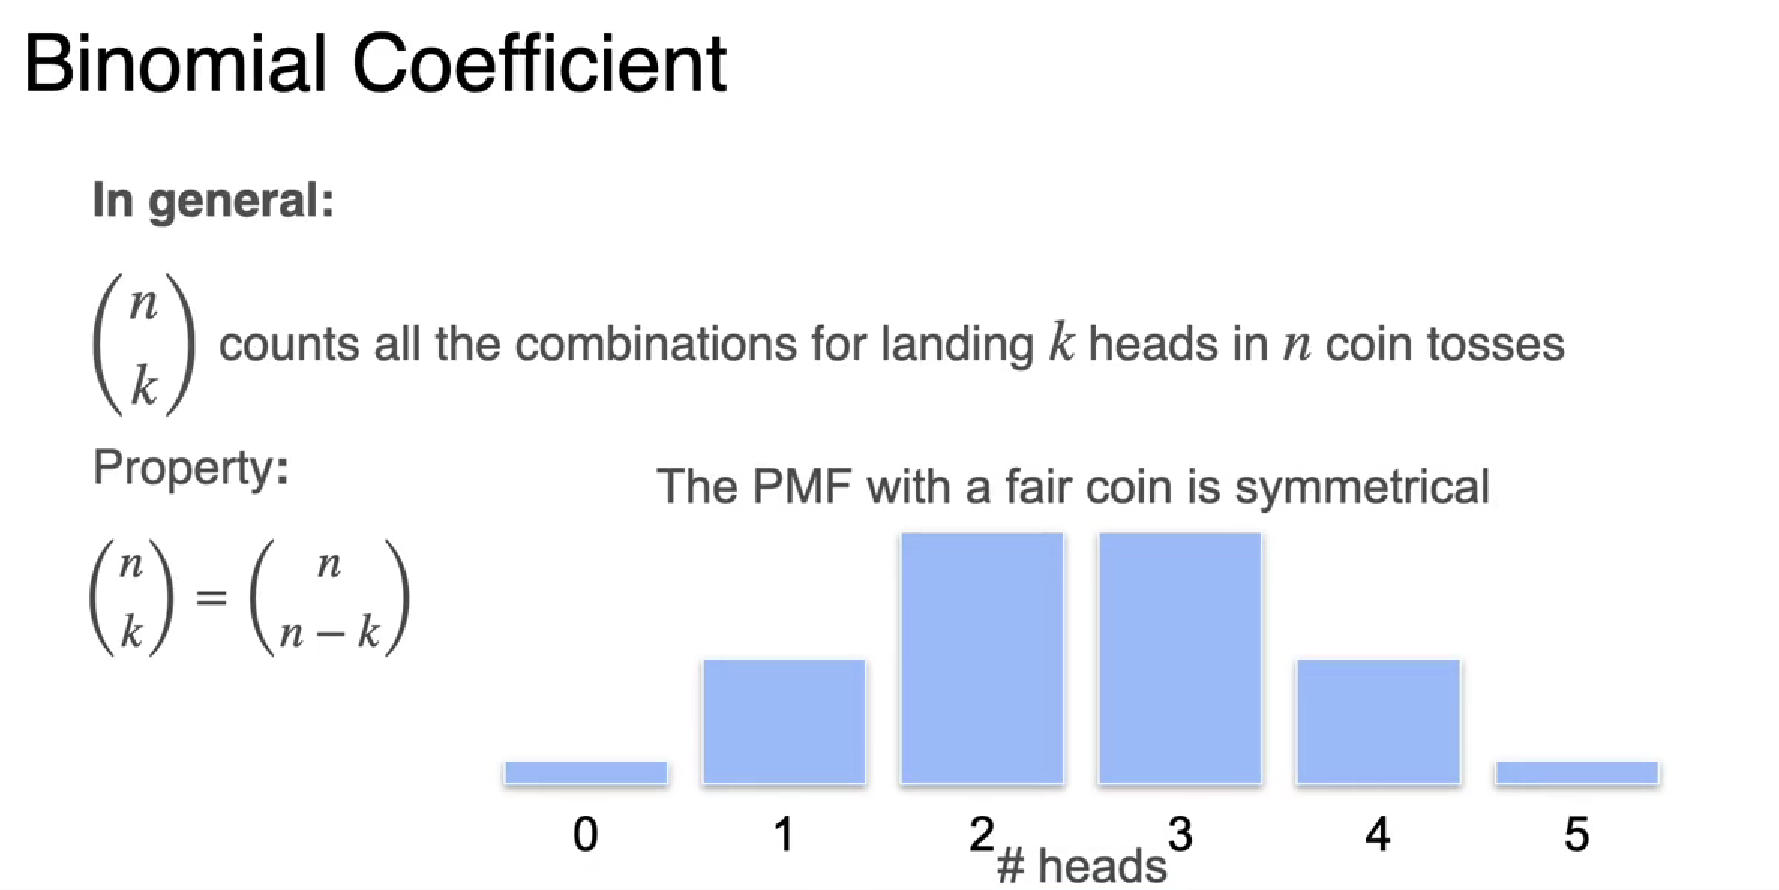 Binomial Coefficient
In general:
(n k) counts all the combinations for landing k heads in n coin tosses
Property:
The PMF with a fair coin is symmetrical
(n k) = (n n − k)
0 1 2 3 4 5
# heads